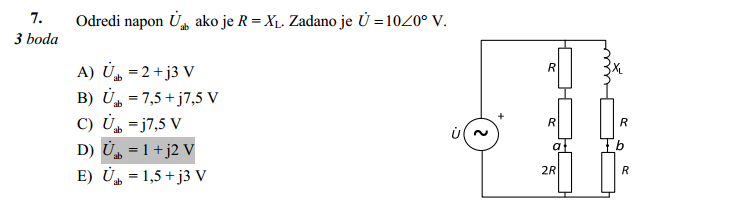 7. Odredi napon U̇ab ako je R = XL. Zadano je U̇ = 10∠0° V.
3 boda
A) U̇ab = 2 + j3 V
B) U̇ab = 7,5 + j7,5 V
C) U̇ab = j7,5 V
D) U̇ab = 1 + j2 V
E) U̇ab = 1,5 + j3 V
R XL
+
U̇ ~ R R
a b
2R R